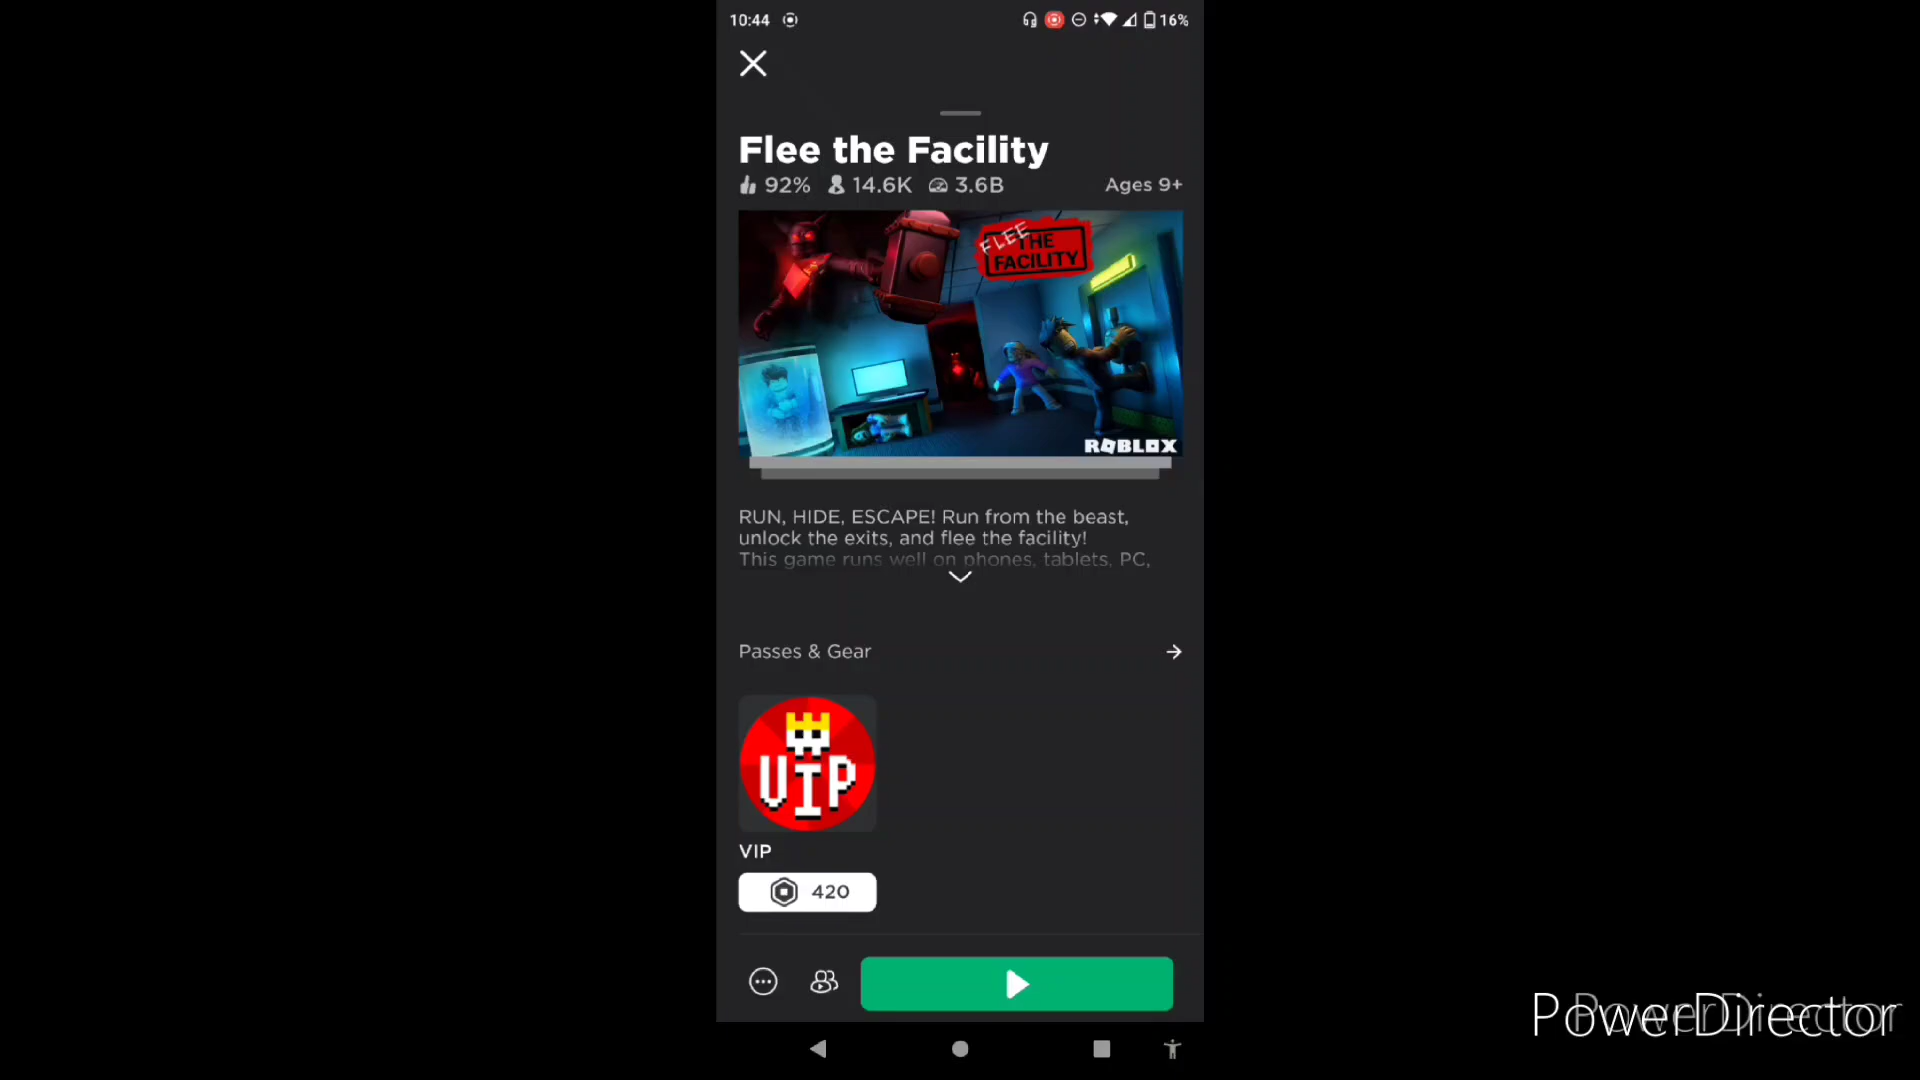 10:44 16%
Flee the Facility
92% 14.6K 3.6B Ages 9+
FLEE
THE
FACILITY
ROBLOX
RUN, HIDE, ESCAPE! Run from the beast,
unlock the exits, and flee the facility!
This game runs well on phones, tablets, PC,
Passes & Gear
VIP
VIP
420
PowerDirector